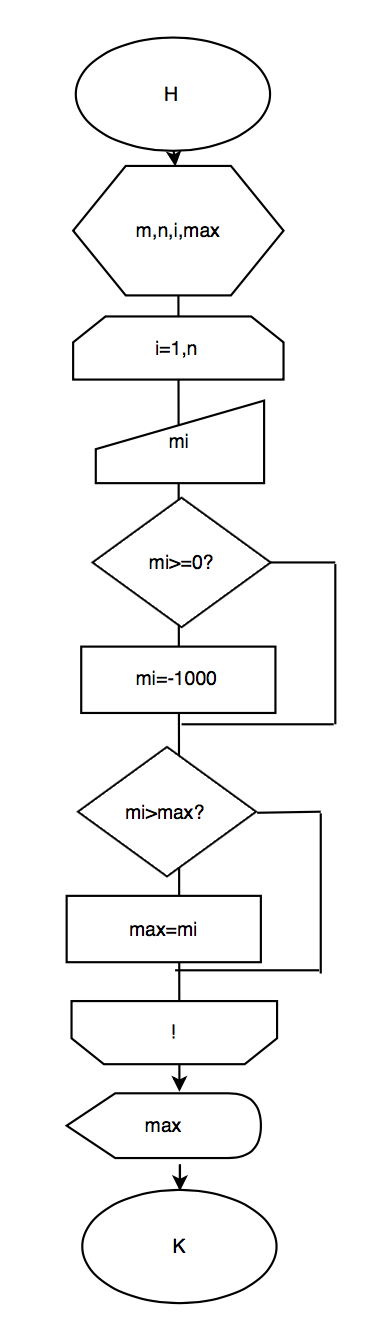 H
m,n,i,max
i=1,n
mi
mi>=0?
mi=-1000
mi>max?
max=mi
!
max
K